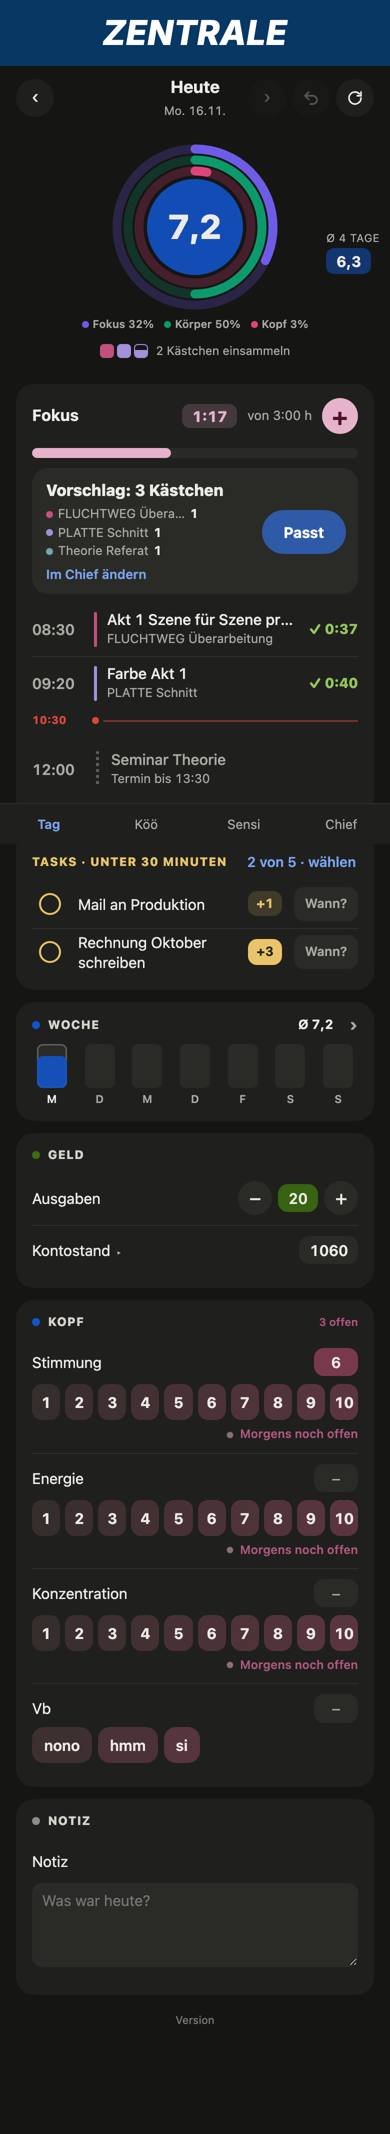 ZENTRALE
‹
Heute
Mo. 16.11.
›
7,2
Ø 4 TAGE
6,3
Fokus 32% Körper 50% Kopf 3%
2 Kästchen einsammeln
Fokus
1:17
von 3:00 h
+
Vorschlag: 3 Kästchen
FLUCHTWEG Übera... 1
PLATTE Schnitt 1
Theorie Referat 1
Im Chief ändern
Passt
08:30
Akt 1 Szene für Szene pr...
FLUCHTWEG Überarbeitung
✓ 0:37
09:20
Farbe Akt 1
PLATTE Schnitt
✓ 0:40
10:30
12:00
Seminar Theorie
Termin bis 13:30
Tag Köö Sensi Chief
TASKS · UNTER 30 MINUTEN 2 von 5 · wählen
Mail an Produktion +1 Wann?
Rechnung Oktober
schreiben
+3 Wann?
WOCHE Ø 7,2 ›
M D M D F S S
GELD
Ausgaben − 20 +
Kontostand ▸ 1060
KOPF 3 offen
Stimmung 6
1 2 3 4 5 6 7 8 9 10
Morgens noch offen
Energie –
1 2 3 4 5 6 7 8 9 10
Morgens noch offen
Konzentration –
1 2 3 4 5 6 7 8 9 10
Morgens noch offen
Vb –
nono hmm si
NOTIZ
Notiz
Was war heute?
Version